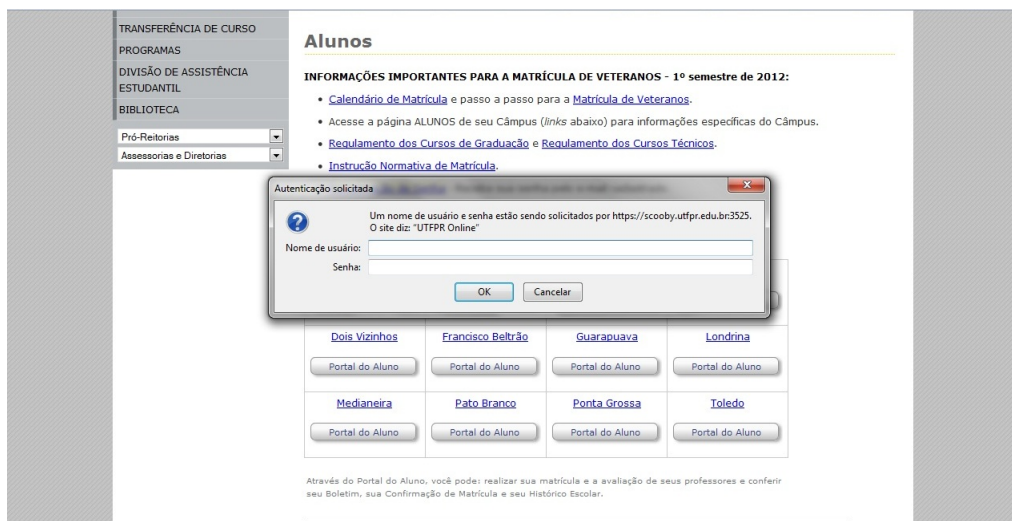 TRANSFERÊNCIA DE CURSO
PROGRAMAS
DIVISÃO DE ASSISTÊNCIA
ESTUDANTIL
BIBLIOTECA
Pró-Reitorias
Assessorias e Diretorias
Alunos
INFORMAÇÕES IMPORTANTES PARA A MATRÍCULA DE VETERANOS - 1º semestre de 2012:
• Calendário de Matrícula e passo a passo para a Matrícula de Veteranos.
• Acesse a página ALUNOS de seu Câmpus (links abaixo) para informações específicas do Câmpus.
• Regulamento dos Cursos de Graduação e Regulamento dos Cursos Técnicos.
• Instrução Normativa de Matrícula.
Autenticação solicitada
Um nome de usuário e senha estão sendo solicitados por https://scooby.utfpr.edu.br:3525.
O site diz: "UTFPR Online"
Nome de usuário:
Senha:
OK Cancelar
Dois Vizinhos Francisco Beltrão Guarapuava Londrina
Portal do Aluno Portal do Aluno Portal do Aluno Portal do Aluno
Medianeira Pato Branco Ponta Grossa Toledo
Portal do Aluno Portal do Aluno Portal do Aluno Portal do Aluno
Através do Portal do Aluno, você pode: realizar sua matrícula e a avaliação de seus professores e conferir
seu Boletim, sua Confirmação de Matrícula e seu Histórico Escolar.